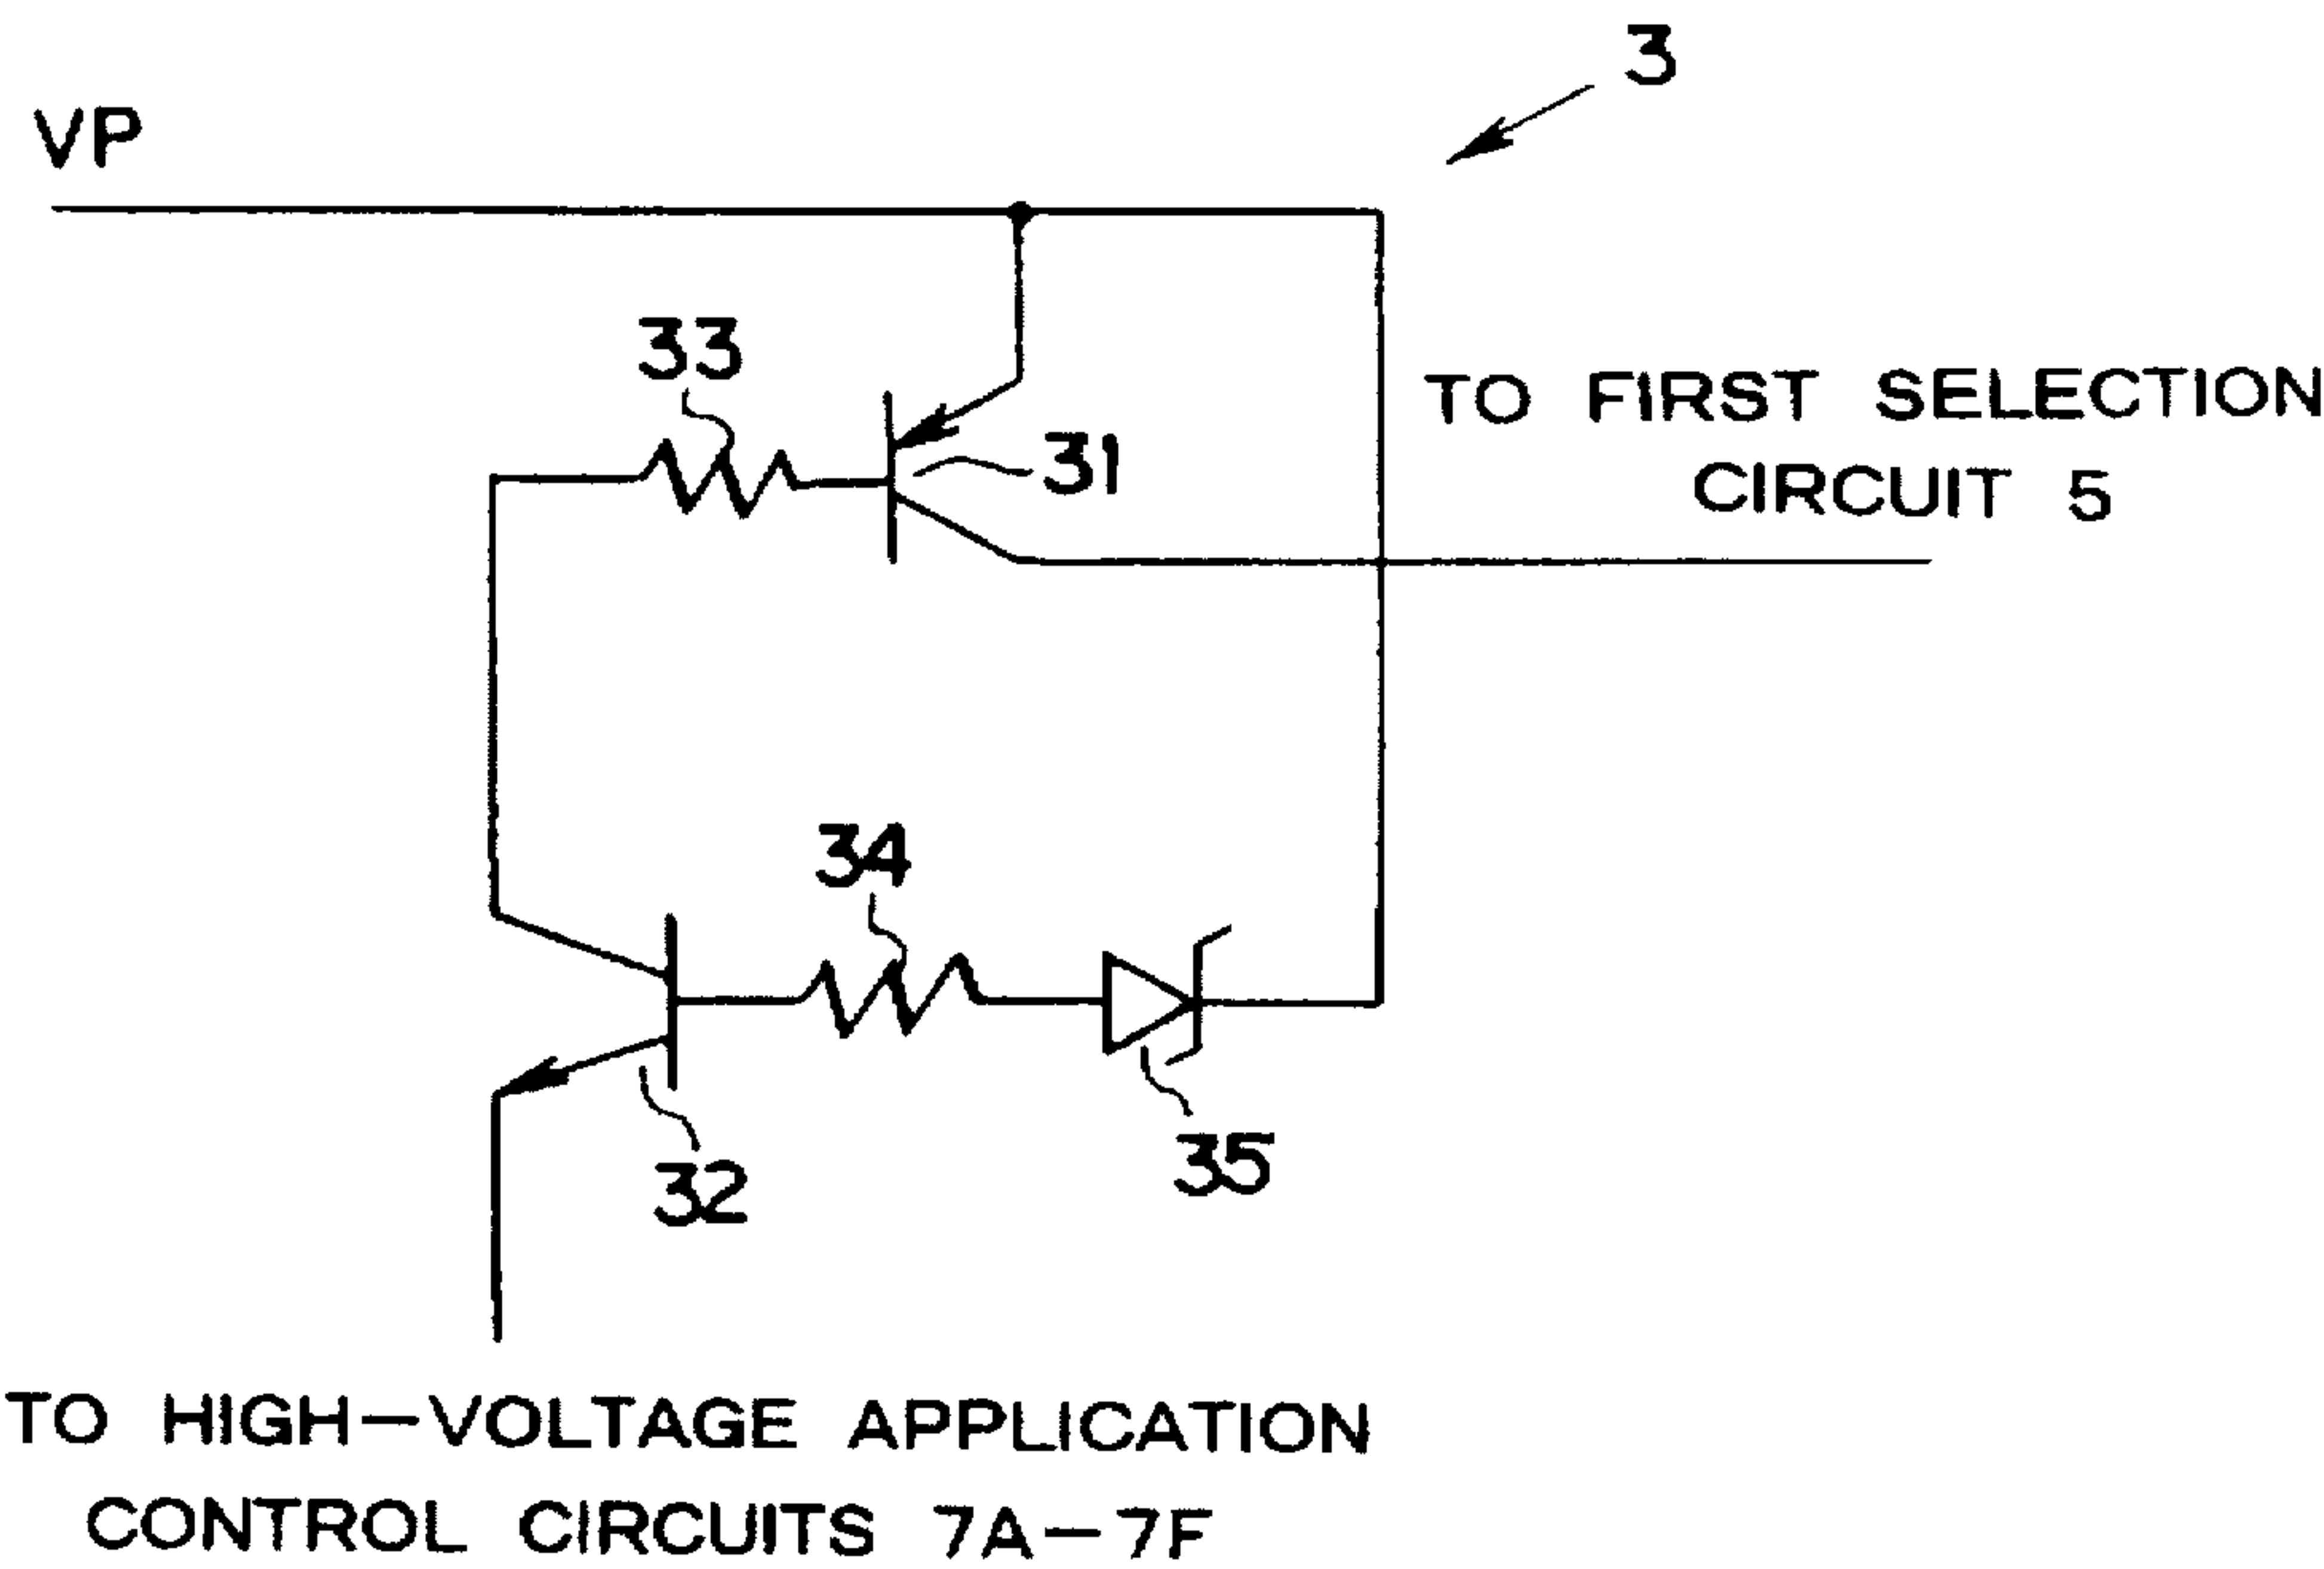 3
VP
33
TO FIRST SELECTION
CIRCUIT 5
31
34
32
35
TO HIGH-VOLTAGE APPLICATION
CONTROL CIRCUITS 7A-7F